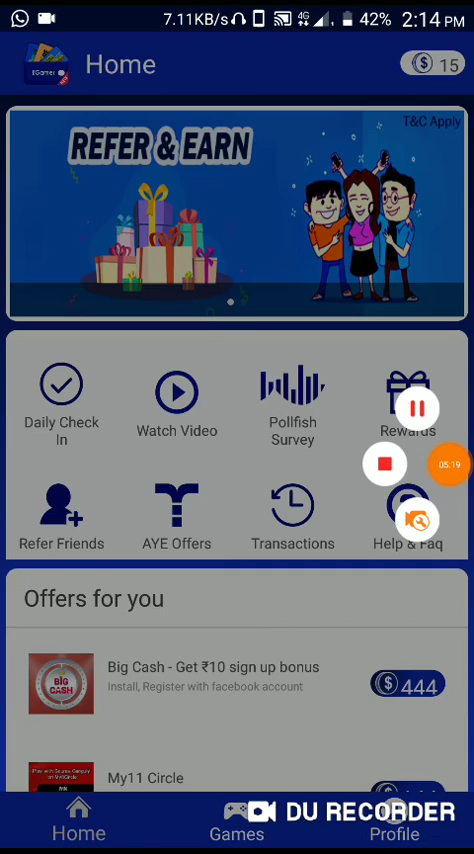 7.11KB/s 4G 42% 2:14 PM
EGamer
Home
15
T&C Apply
REFER & EARN
Daily Check In
Watch Video
Pollfish Survey
Rewards
05:19
Refer Friends
AYE Offers
Transactions
Help & Faq
Offers for you
Big Cash - Get ₹10 sign up bonus
Install, Register with facebook account
BIG CASH
444
My11 Circle
WIN
Home
Games
DU RECORDER
Profile